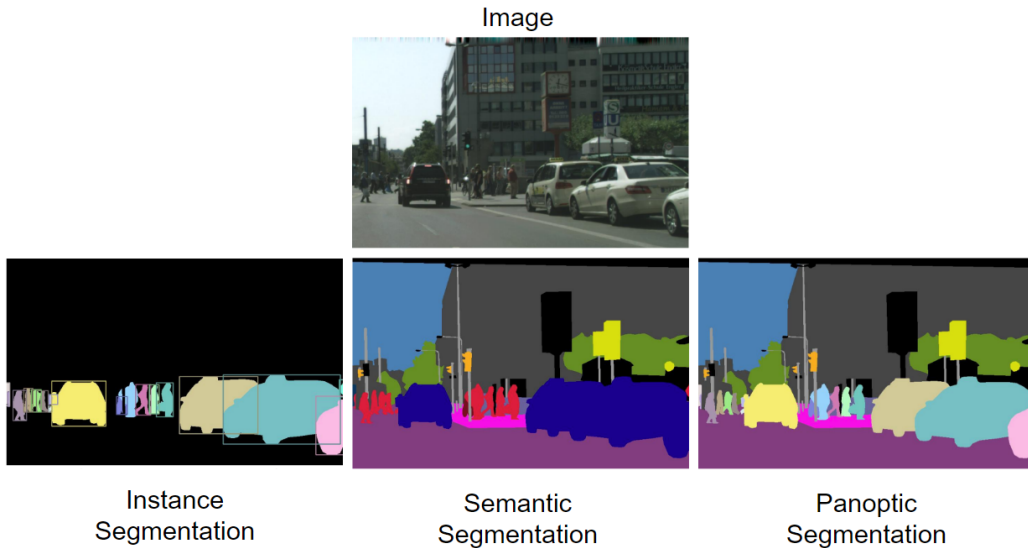 Image
Instance
Segmentation
Semantic
Segmentation
Panoptic
Segmentation